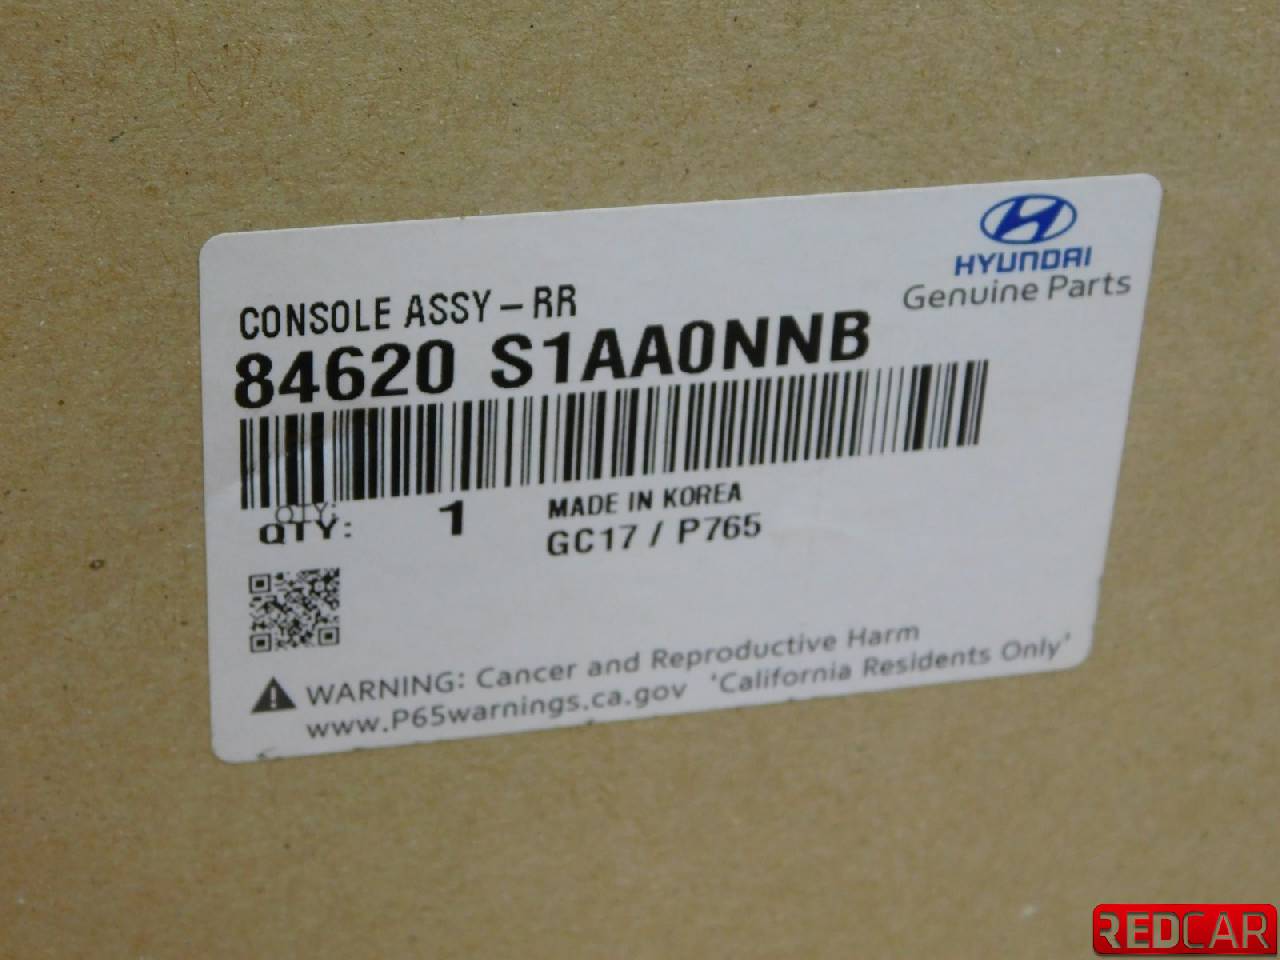 HYUNDAI
Genuine Parts
CONSOLE ASSY-RR
84620 S1AA0NNB
QTY:
QTY: 1
MADE IN KOREA
GC17 / P765
WARNING: Cancer and Reproductive Harm
www.P65warnings.ca.gov 'California Residents Only'
REDCAR